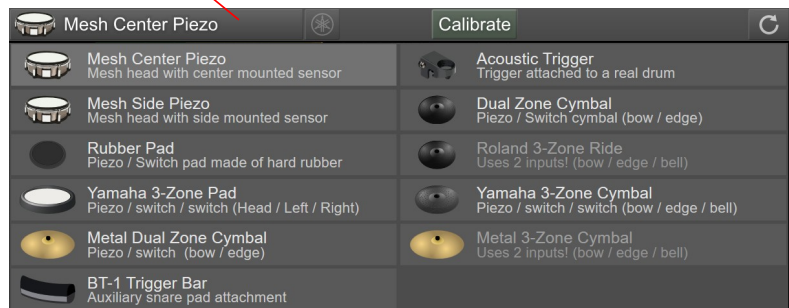 Mesh Center Piezo
Calibrate
Mesh Center Piezo
Mesh head with center mounted sensor
Acoustic Trigger
Trigger attached to a real drum
Mesh Side Piezo
Mesh head with side mounted sensor
Dual Zone Cymbal
Piezo / Switch cymbal (bow / edge)
Rubber Pad
Piezo / Switch pad made of hard rubber
Roland 3-Zone Ride
Uses 2 inputs! (bow / edge / bell)
Yamaha 3-Zone Pad
Piezo / switch / switch (Head / Left / Right)
Yamaha 3-Zone Cymbal
Piezo / switch / switch (bow / edge / bell)
Metal Dual Zone Cymbal
Piezo / switch (bow / edge)
Metal 3-Zone Cymbal
Uses 2 inputs! (bow / edge / bell)
BT-1 Trigger Bar
Auxiliary snare pad attachment